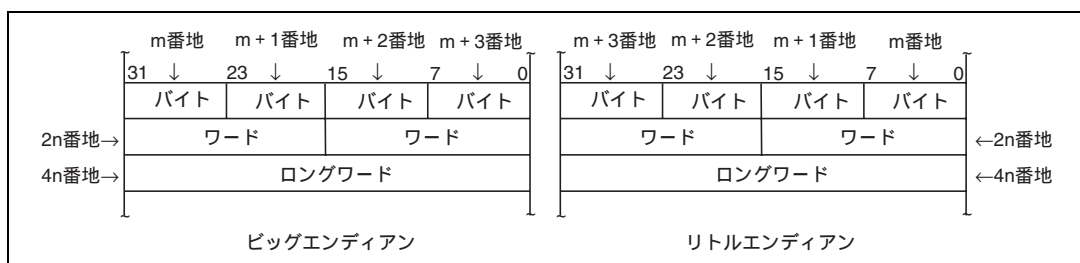 m番地 m + 1番地 m + 2番地 m + 3番地 m + 3番地 m + 2番地 m + 1番地 m番地
31 ↓ 23 ↓ 15 ↓ 7 ↓ 0 31 ↓ 23 ↓ 15 ↓ 7 ↓ 0
バイト バイト バイト バイト バイト バイト バイト バイト
2n番地→ ワード ワード ワード ワード ←2n番地
4n番地→ ロングワード ロングワード ←4n番地
ビッグエンディアン リトルエンディアン